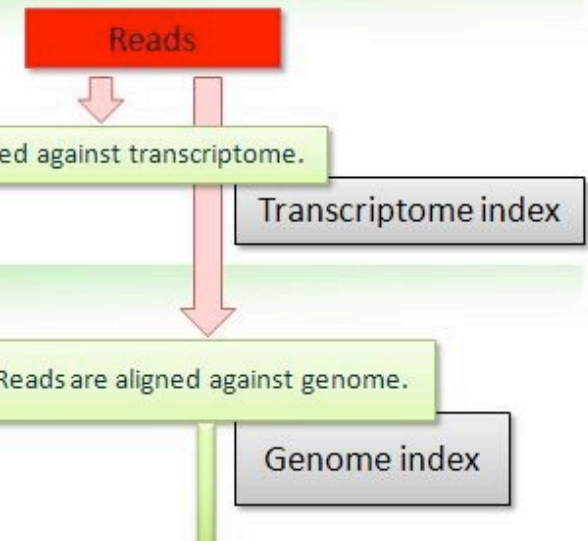 Reads
ed against transcriptome.
Transcriptome index
Reads are aligned against genome.
Genome index